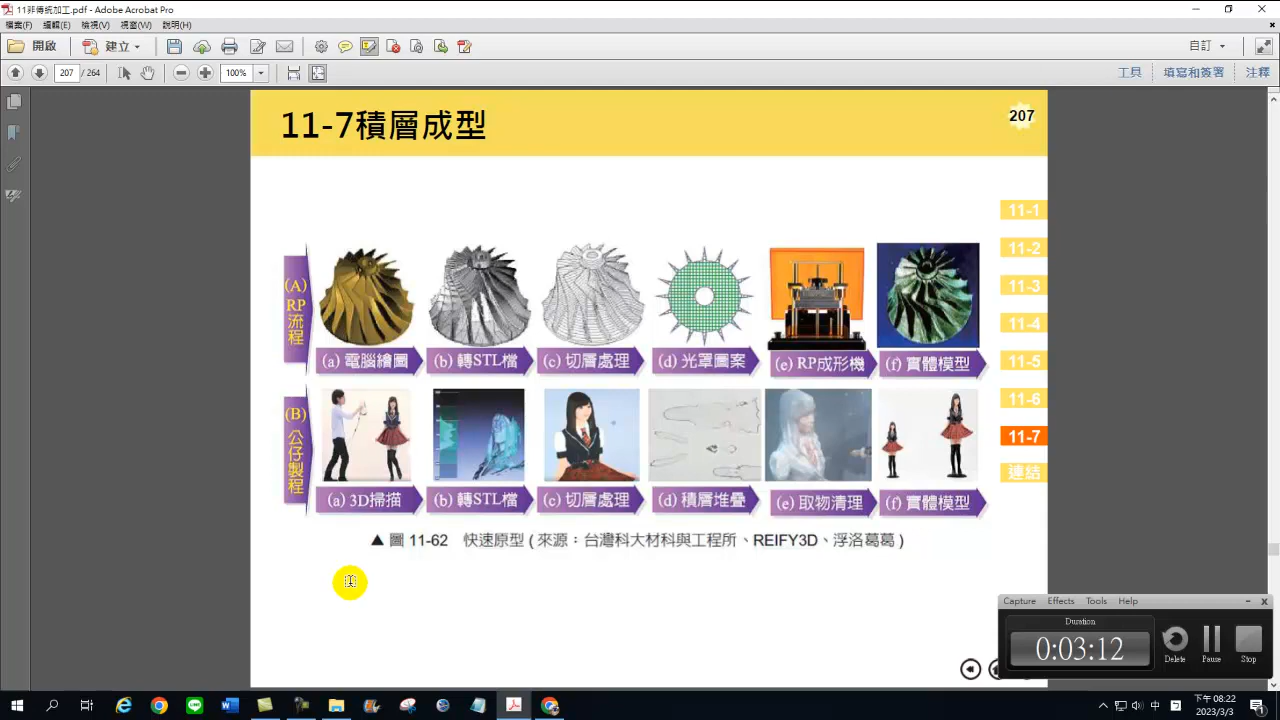 11非傳統加工.pdf - Adobe Acrobat Pro
檔案(F) 編輯(E) 檢視(V) 視窗(W) 說明(H)
開啟 建立 自訂
207 / 264 100% 工具 填寫和簽署 注釋
11-7積層成型
207
11-1
11-2
11-3
11-4
11-5
11-6
11-7
連結
(A) RP流程
(a) 電腦繪圖 (b) 轉STL檔 (c) 切層處理 (d) 光罩圖案 (e) RP成形機 (f) 實體模型
(B) 公仔製程
(a) 3D掃描 (b) 轉STL檔 (c) 切層處理 (d) 積層堆疊 (e) 取物清理 (f) 實體模型
▲ 圖 11-62 快速原型 ( 來源：台灣科大材料與工程所、REIFY3D、浮洛葛葛 )
Capture Effects Tools Help
Duration
0:03:12
Delete Pause Stop
中
下午 08:22
2023/3/3